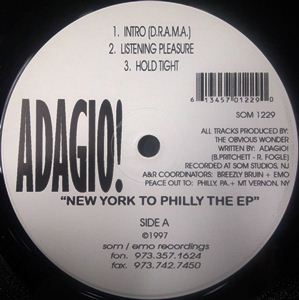 1. INTRO (D.R.A.M.A.)
2. LISTENING PLEASURE
3. HOLD TIGHT
6 13457 01229 0
SOM 1229
ADAGIO!
ALL TRACKS PRODUCED BY:
THE OBVIOUS WONDER
WRITTEN BY: ADAGIO!
(B.PRITCHETT - R. FOGLE)
RECORDED AT SOM STUDIOS, NJ
A&R COORDINATORS: BREEZLY BRUIN + EMO
PEACE OUT TO: PHILLY, PA.+ MT VERNON, NY
"NEW YORK TO PHILLY THE EP"
SIDE A
©1997
som / emo recordings
fon. 973.357.1624
fax. 973.742.7450